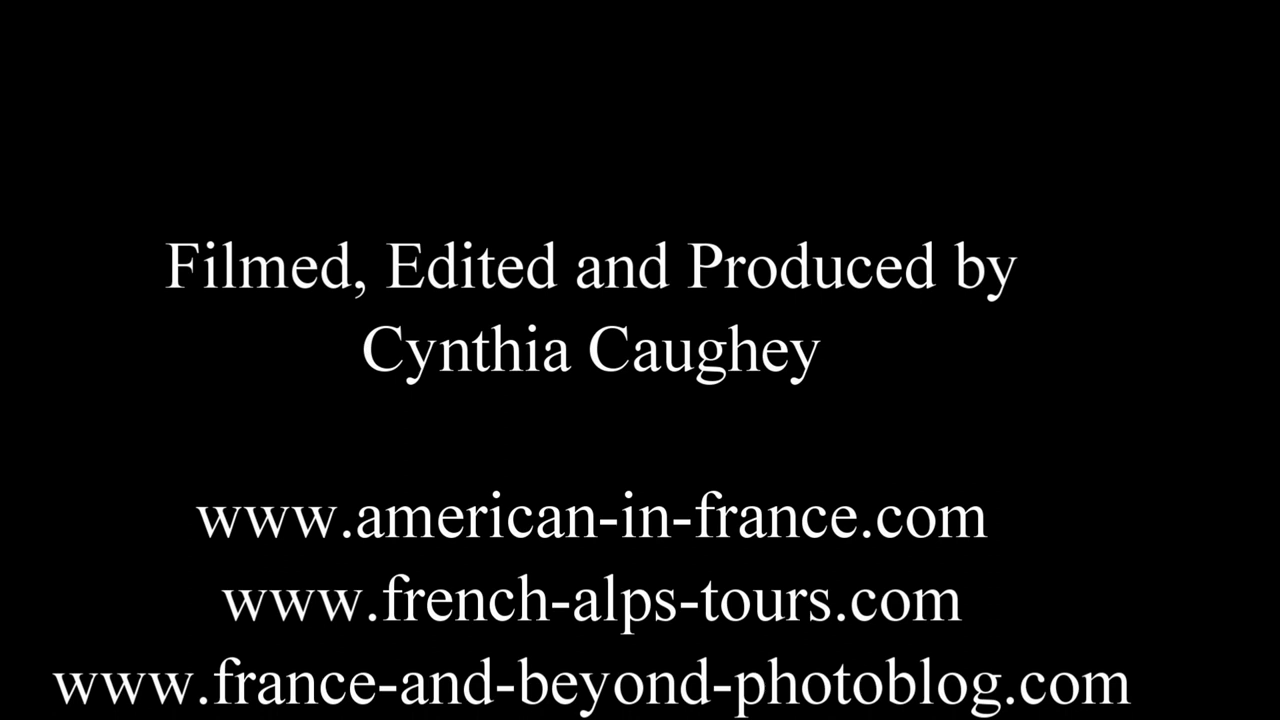 Filmed, Edited and Produced by
Cynthia Caughey
www.american-in-france.com
www.french-alps-tours.com
www.france-and-beyond-photoblog.com